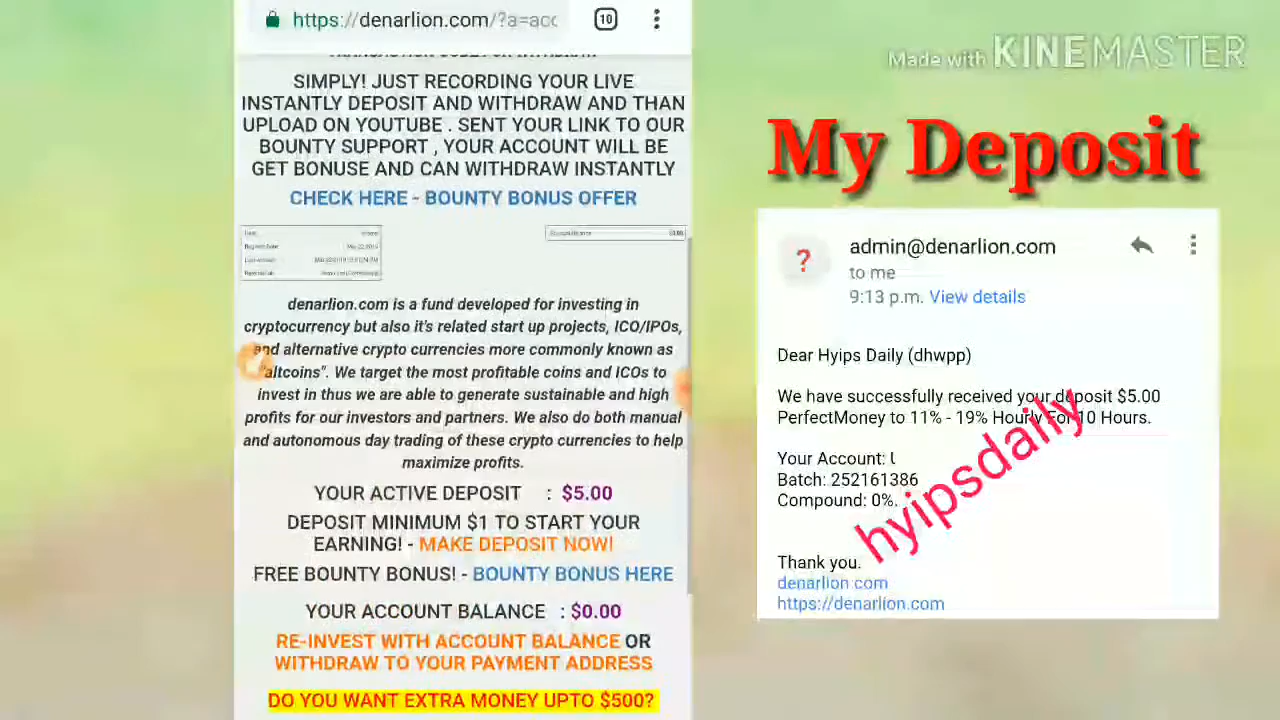 https://denarlion.com/?a=acc
10
SIMPLY! JUST RECORDING YOUR LIVE
INSTANTLY DEPOSIT AND WITHDRAW AND THAN
UPLOAD ON YOUTUBE . SENT YOUR LINK TO OUR
BOUNTY SUPPORT , YOUR ACCOUNT WILL BE
GET BONUSE AND CAN WITHDRAW INSTANTLY
CHECK HERE - BOUNTY BONUS OFFER
denarlion.com is a fund developed for investing in
cryptocurrency but also it's related start up projects, ICO/IPOs,
and alternative crypto currencies more commonly known as
"altcoins". We target the most profitable coins and ICOs to
invest in thus we are able to generate sustainable and high
profits for our investors and partners. We also do both manual
and autonomous day trading of these crypto currencies to help
maximize profits.
YOUR ACTIVE DEPOSIT : $5.00
DEPOSIT MINIMUM $1 TO START YOUR
EARNING! - MAKE DEPOSIT NOW!
FREE BOUNTY BONUS! - BOUNTY BONUS HERE
YOUR ACCOUNT BALANCE : $0.00
RE-INVEST WITH ACCOUNT BALANCE OR
WITHDRAW TO YOUR PAYMENT ADDRESS
DO YOU WANT EXTRA MONEY UPTO $500?
Made with KINEMASTER
My Deposit
?
admin@denarlion.com
to me
9:13 p.m. View details
Dear Hyips Daily (dhwpp)
We have successfully received your deposit $5.00
PerfectMoney to 11% - 19% Hourly For 10 Hours.
Your Account: U
Batch: 252161386
Compound: 0%.
hyipsdaily
Thank you.
denarlion.com
https://denarlion.com